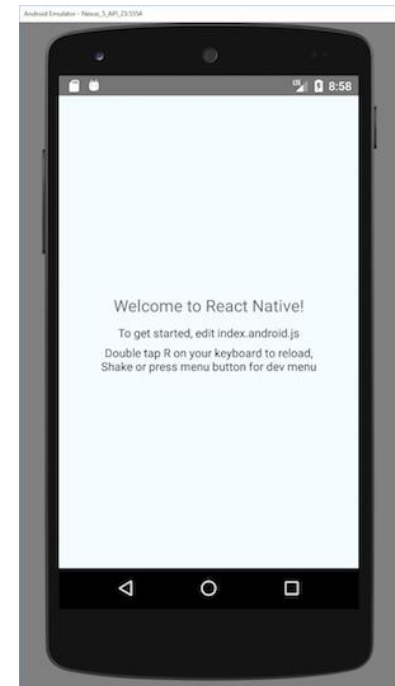 Android Emulator - Nexus_5_API_23:5554
LTE 8:58
Welcome to React Native!
To get started, edit index.android.js
Double tap R on your keyboard to reload,
Shake or press menu button for dev menu